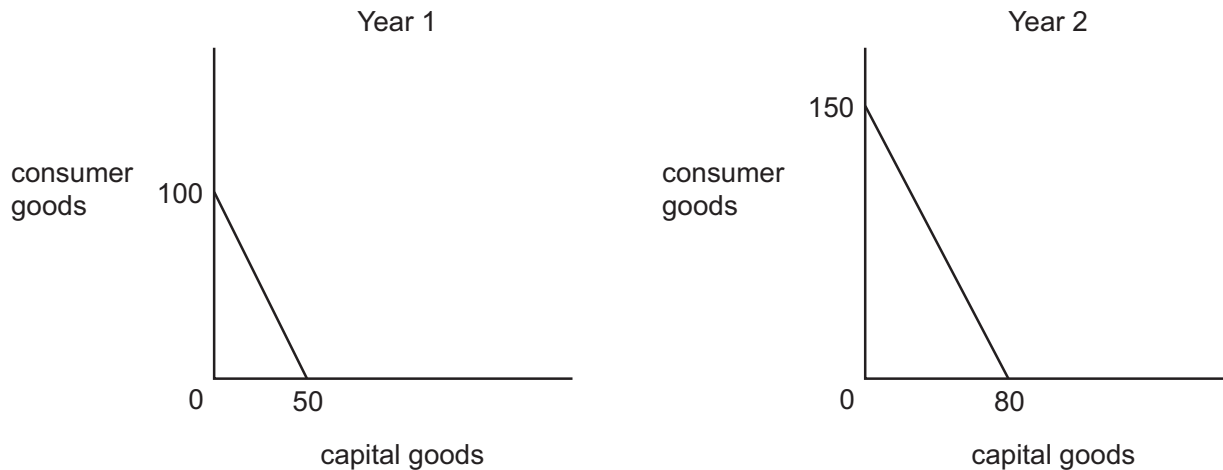 Year 1
consumer
goods
100
0
50
capital goods
Year 2
150
consumer
goods
0
80
capital goods